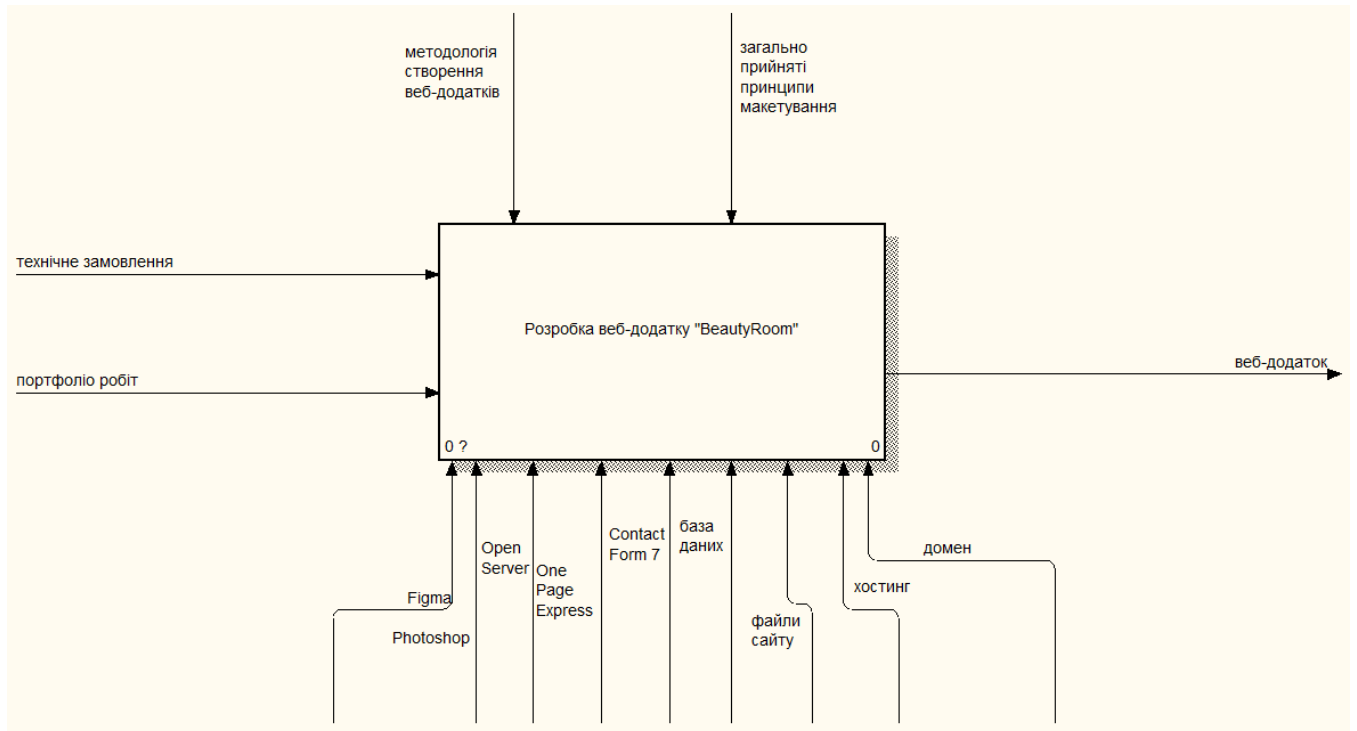 методологія
створення
веб-додатків
загально
прийняті
принципи
макетування
технічне замовлення
Розробка веб-додатку "BeautyRoom"
веб-додаток
портфоліо робіт
0 ?
0
Contact
Form 7
база
даних
Open
Server
домен
One
Page
Express
хостинг
Figma
файли
сайту
Photoshop